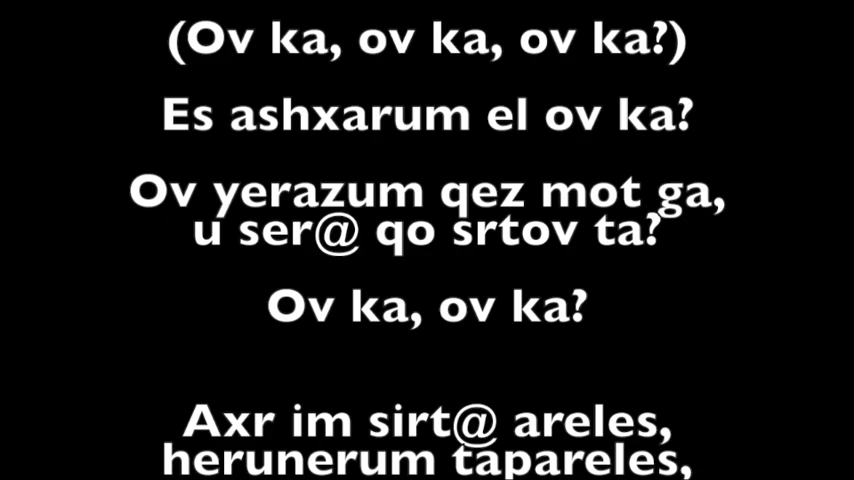 (Ov ka, ov ka, ov ka?)
Es ashxarum el ov ka?
Ov yerazum qez mot ga,
u ser@ qo srtov ta?
Ov ka, ov ka?
Axr im sirt@ areles,
herunerum tapareles,